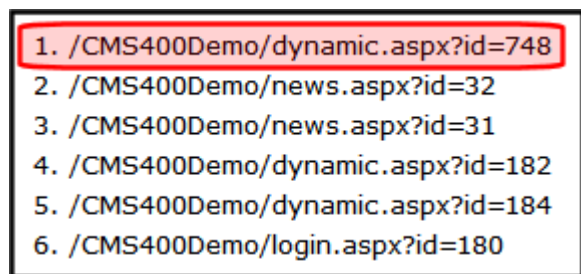 1. /CMS400Demo/dynamic.aspx?id=748
2. /CMS400Demo/news.aspx?id=32
3. /CMS400Demo/news.aspx?id=31
4. /CMS400Demo/dynamic.aspx?id=182
5. /CMS400Demo/dynamic.aspx?id=184
6. /CMS400Demo/login.aspx?id=180